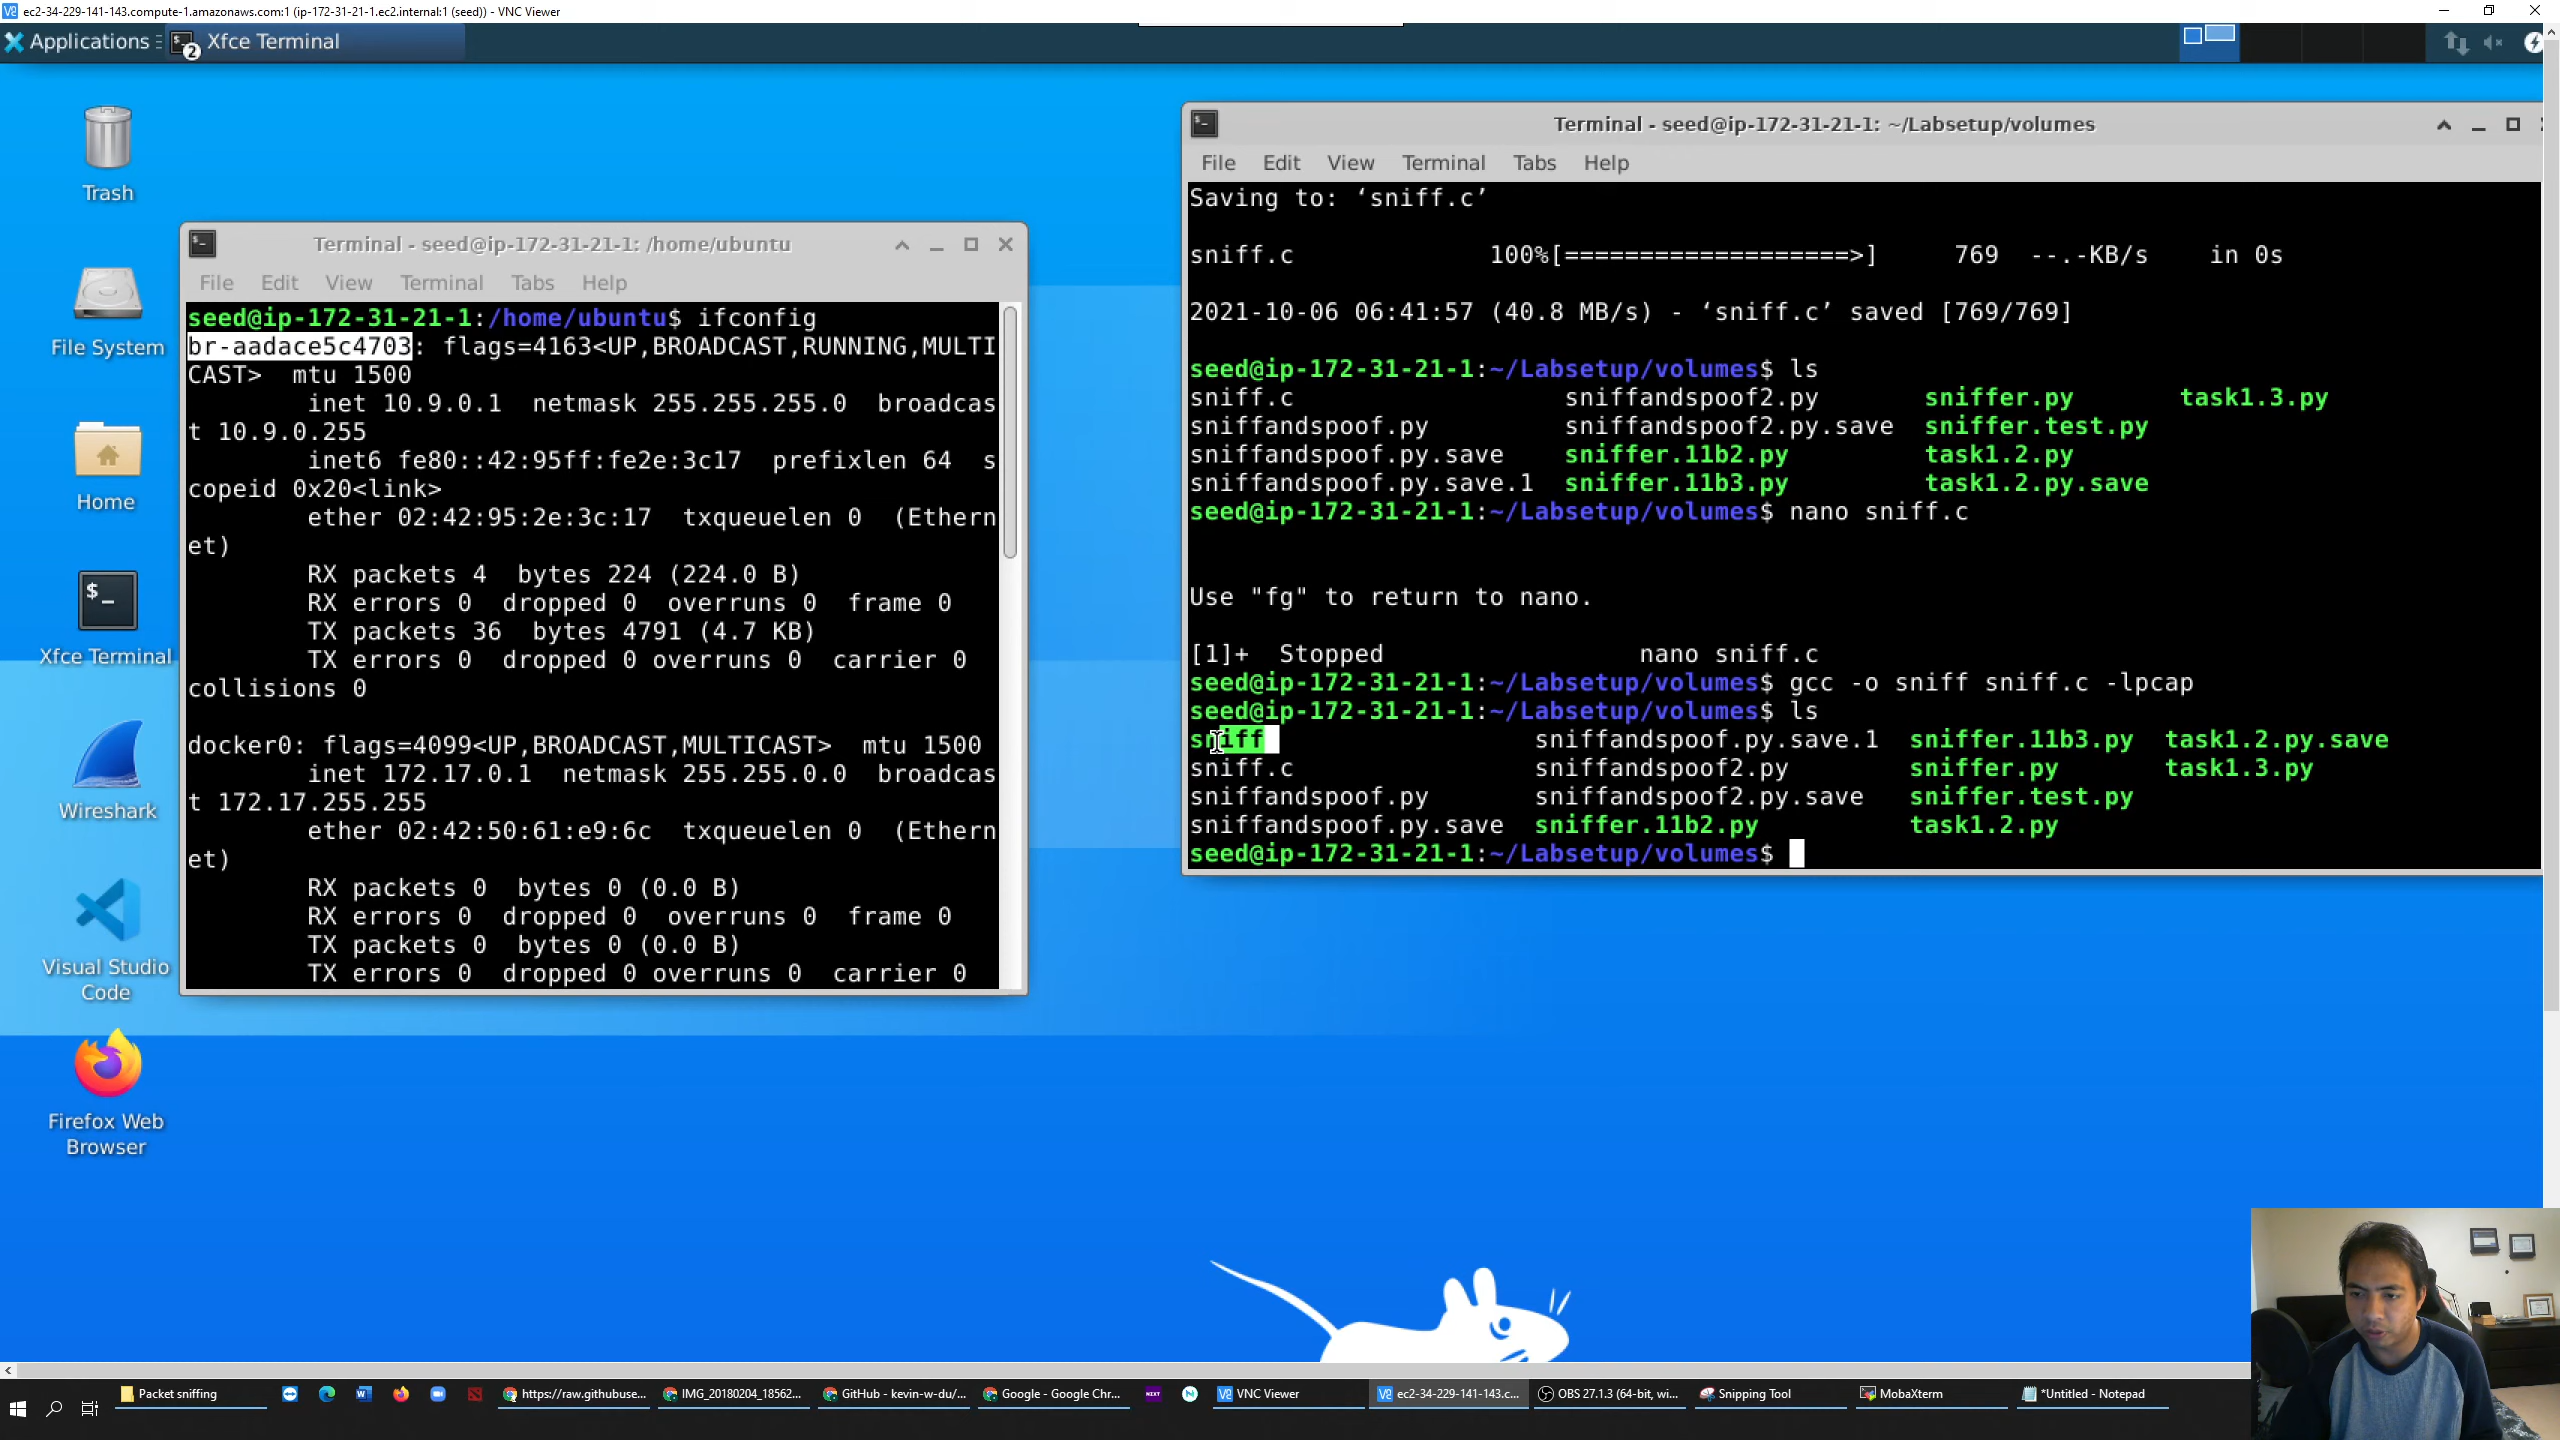 ec2-34-229-141-143.compute-1.amazonaws.com:1 (ip-172-31-21-1.ec2.internal:1 (seed)) - VNC Viewer
Applications
2
Xfce Terminal
Trash
File System
Home
Xfce Terminal
Wireshark
Visual Studio
Code
Firefox Web
Browser
Terminal - seed@ip-172-31-21-1: /home/ubuntu
File Edit View Terminal Tabs Help
seed@ip-172-31-21-1:/home/ubuntu$ ifconfig
br-aadace5c4703: flags=4163<UP,BROADCAST,RUNNING,MULTI
CAST>  mtu 1500
inet 10.9.0.1  netmask 255.255.255.0  broadcas
t 10.9.0.255
inet6 fe80::42:95ff:fe2e:3c17  prefixlen 64  s
copeid 0x20<link>
ether 02:42:95:2e:3c:17  txqueuelen 0  (Ethern
et)
RX packets 4  bytes 224 (224.0 B)
RX errors 0  dropped 0  overruns 0  frame 0
TX packets 36  bytes 4791 (4.7 KB)
TX errors 0  dropped 0 overruns 0  carrier 0
collisions 0
docker0: flags=4099<UP,BROADCAST,MULTICAST>  mtu 1500
inet 172.17.0.1  netmask 255.255.0.0  broadcas
t 172.17.255.255
ether 02:42:50:61:e9:6c  txqueuelen 0  (Ethern
et)
RX packets 0  bytes 0 (0.0 B)
RX errors 0  dropped 0  overruns 0  frame 0
TX packets 0  bytes 0 (0.0 B)
TX errors 0  dropped 0 overruns 0  carrier 0
Terminal - seed@ip-172-31-21-1: ~/Labsetup/volumes
File Edit View Terminal Tabs Help
Saving to: ‘sniff.c’
sniff.c 100%[===================>] 769 --.-KB/s in 0s
2021-10-06 06:41:57 (40.8 MB/s) - ‘sniff.c’ saved [769/769]
seed@ip-172-31-21-1:~/Labsetup/volumes$ ls
sniff.c sniffandspoof2.py sniffer.py task1.3.py
sniffandspoof.py sniffandspoof2.py.save sniffer.test.py
sniffandspoof.py.save sniffer.11b2.py task1.2.py
sniffandspoof.py.save.1 sniffer.11b3.py task1.2.py.save
seed@ip-172-31-21-1:~/Labsetup/volumes$ nano sniff.c
Use "fg" to return to nano.
[1]+  Stopped nano sniff.c
seed@ip-172-31-21-1:~/Labsetup/volumes$ gcc -o sniff sniff.c -lpcap
seed@ip-172-31-21-1:~/Labsetup/volumes$ ls
sniff sniffandspoof.py.save.1 sniffer.11b3.py task1.2.py.save
sniff.c sniffandspoof2.py sniffer.py task1.3.py
sniffandspoof.py sniffandspoof2.py.save sniffer.test.py
sniffandspoof.py.save sniffer.11b2.py task1.2.py
seed@ip-172-31-21-1:~/Labsetup/volumes$
Packet sniffing
https://raw.githubuse...
IMG_20180204_18562...
GitHub - kevin-w-du/...
Google - Google Chr...
VNC Viewer
ec2-34-229-141-143.c...
OBS 27.1.3 (64-bit, wi...
Snipping Tool
MobaXterm
*Untitled - Notepad